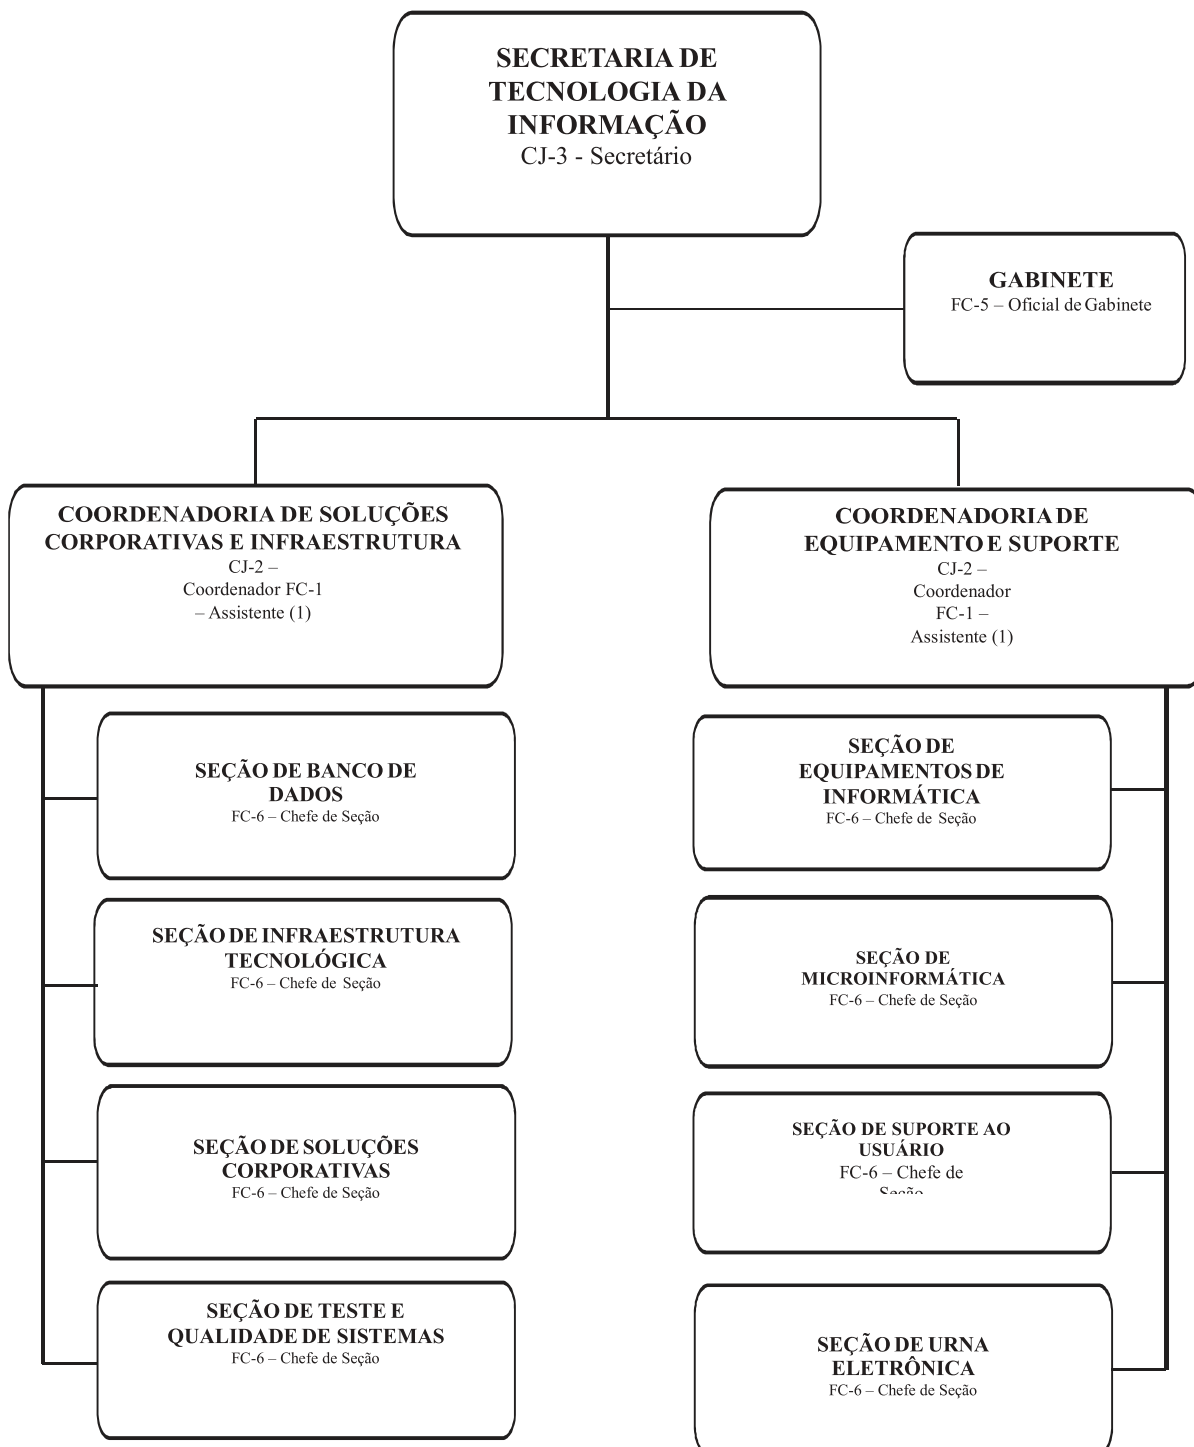 SECRETARIA DE
TECNOLOGIA DA
INFORMAÇÃO
CJ-3 - Secretário
GABINETE
FC-5 – Oficial de Gabinete
COORDENADORIA DE SOLUÇÕES
CORPORATIVAS E INFRAESTRUTURA
CJ-2 –
Coordenador FC-1
– Assistente (1)
SEÇÃO DE BANCO DE
DADOS
FC-6 – Chefe de Seção
SEÇÃO DE INFRAESTRUTURA
TECNOLÓGICA
FC-6 – Chefe de Seção
SEÇÃO DE SOLUÇÕES
CORPORATIVAS
FC-6 – Chefe de Seção
SEÇÃO DE TESTE E
QUALIDADE DE SISTEMAS
FC-6 – Chefe de Seção
COORDENADORIA DE
EQUIPAMENTO E SUPORTE
CJ-2 –
Coordenador
FC-1 –
Assistente (1)
SEÇÃO DE
EQUIPAMENTOS DE
INFORMÁTICA
FC-6 – Chefe de Seção
SEÇÃO DE
MICROINFORMÁTICA
FC-6 – Chefe de Seção
SEÇÃO DE SUPORTE AO
USUÁRIO
FC-6 – Chefe de
Seção
SEÇÃO DE URNA
ELETRÔNICA
FC-6 – Chefe de Seção